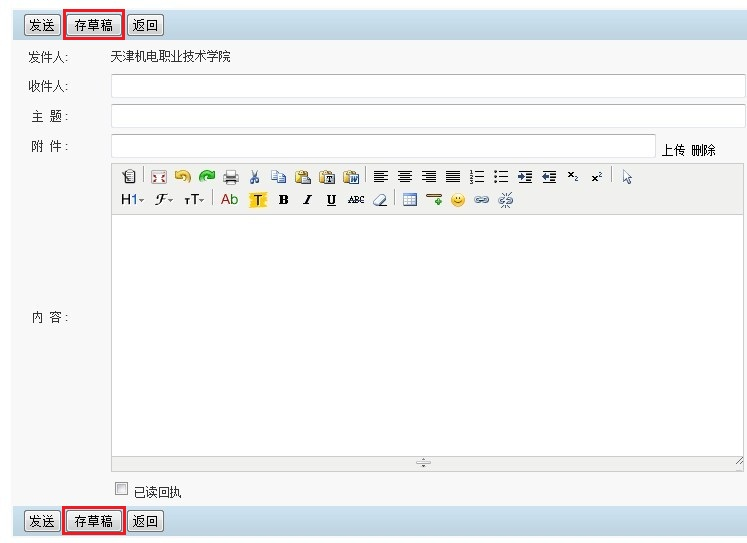 发送 存草稿 返回
发件人: 天津机电职业技术学院
收件人:
主 题:
附 件: 上传 删除
H1 F тT Ab T B I U ABC
内 容:
已读回执
发送 存草稿 返回